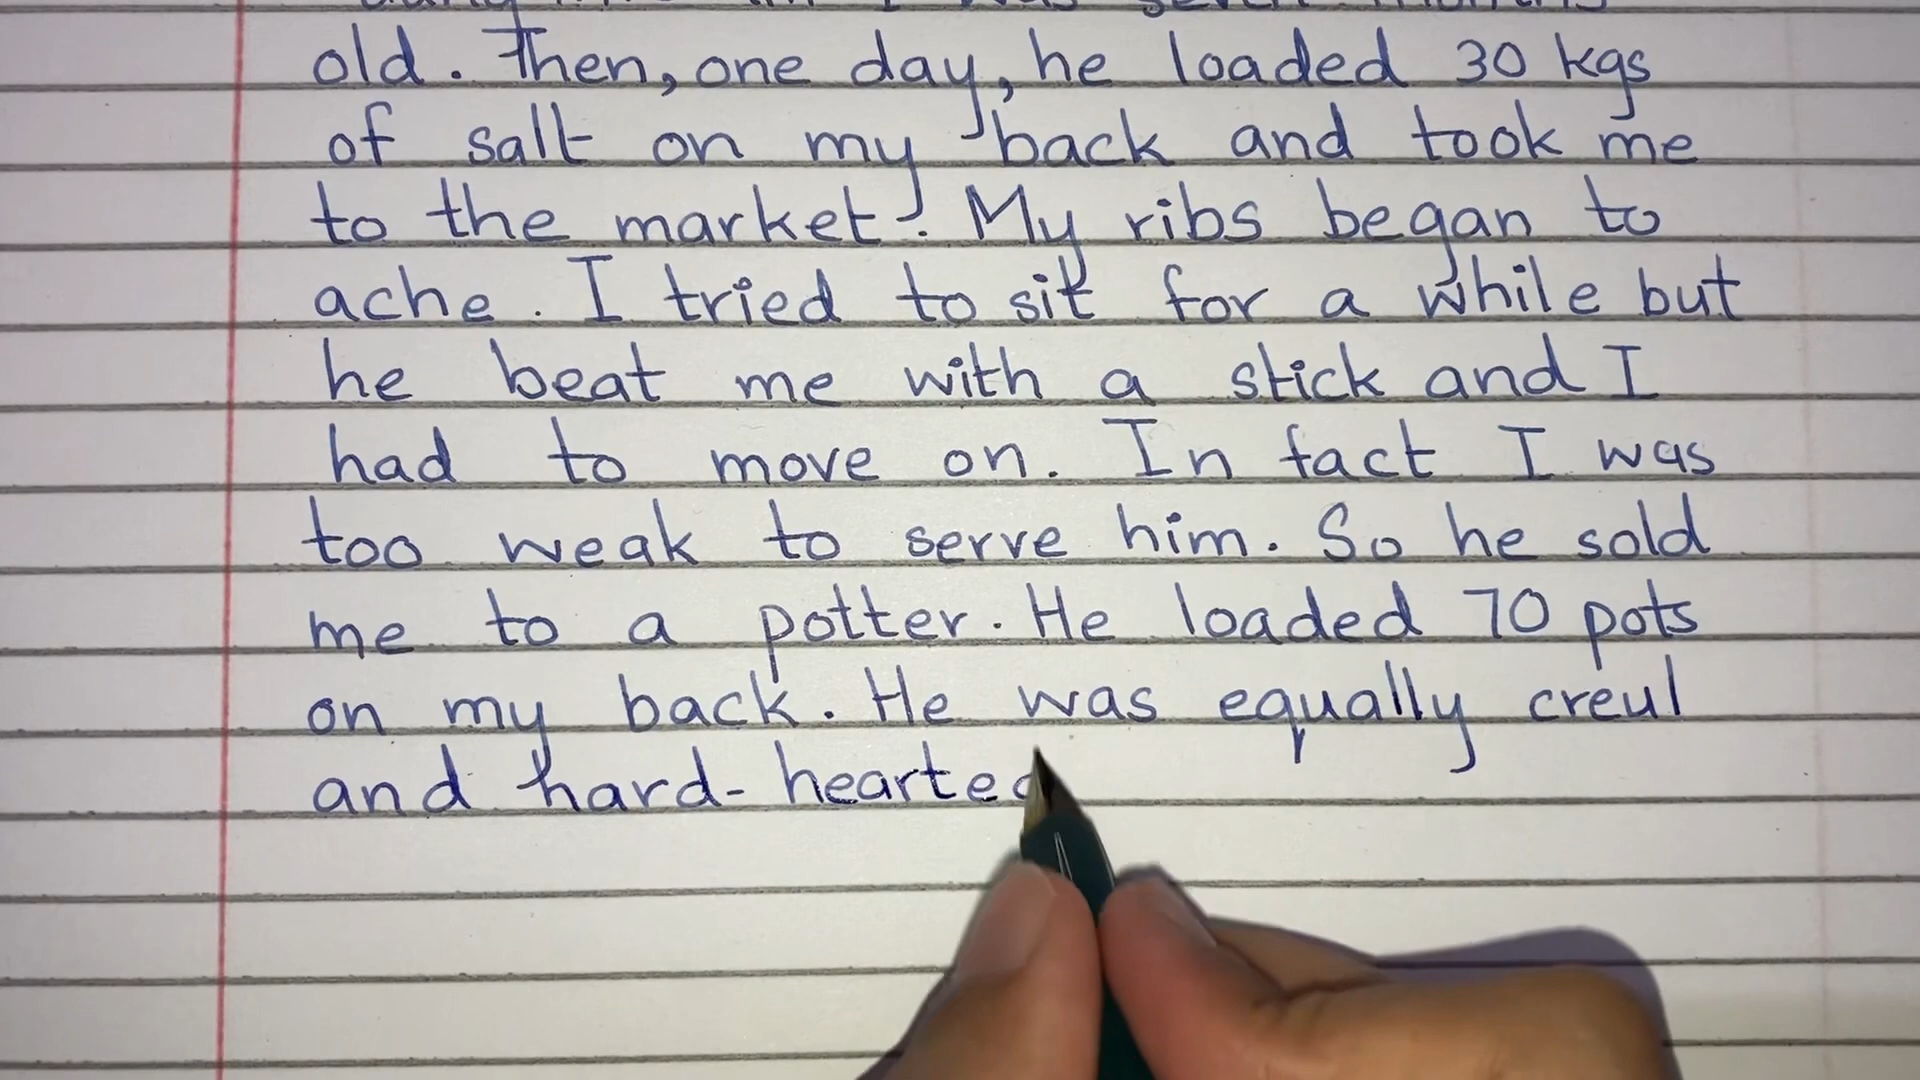 I was seven months
old. Then, one day, he loaded 30 kgs
of salt on my back and took me
to the market. My ribs began to
ache. I tried to sit for a while but
he beat me with a stick and I
had to move on. In fact I was
too weak to serve him. So he sold
me to a potter. He loaded 70 pots
on my back. He was equally creul
and hard-hearted